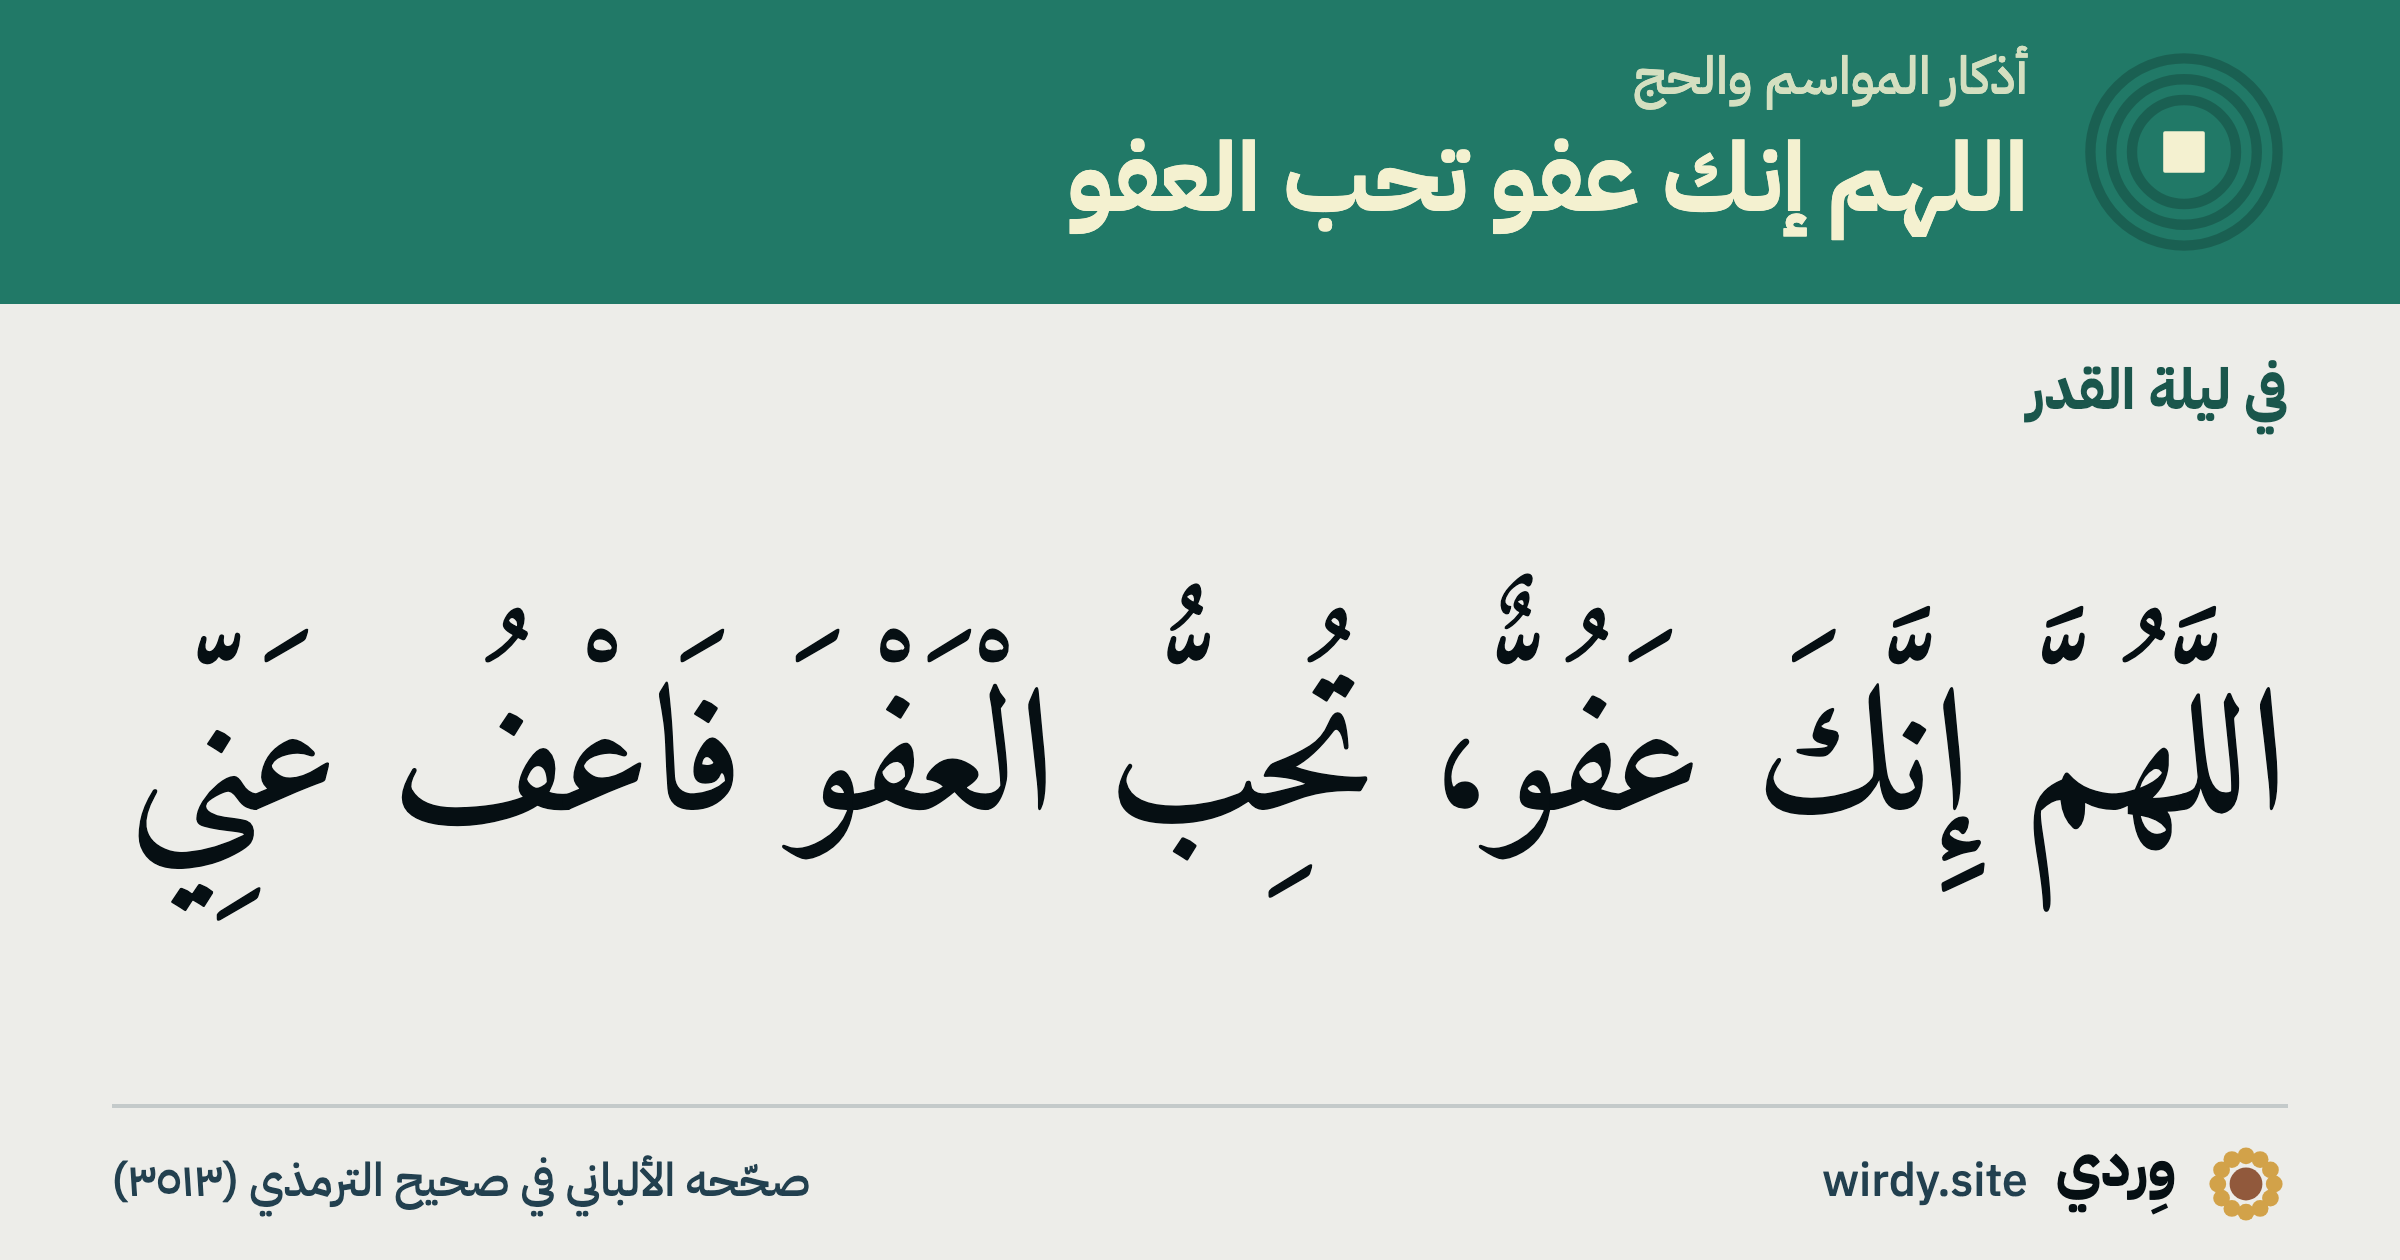 أذكار المواسم والحج
اللهم إنك عفو تحب العفو
في ليلة القدر
اللَّهُمَّ إِنَّكَ عَفُوٌّ، تُحِبُّ الْعَفْوَ فَاعْفُ عَنِّي
وِردي wirdy.site
صحّحه الألباني في صحيح الترمذي (٣٥١٣)